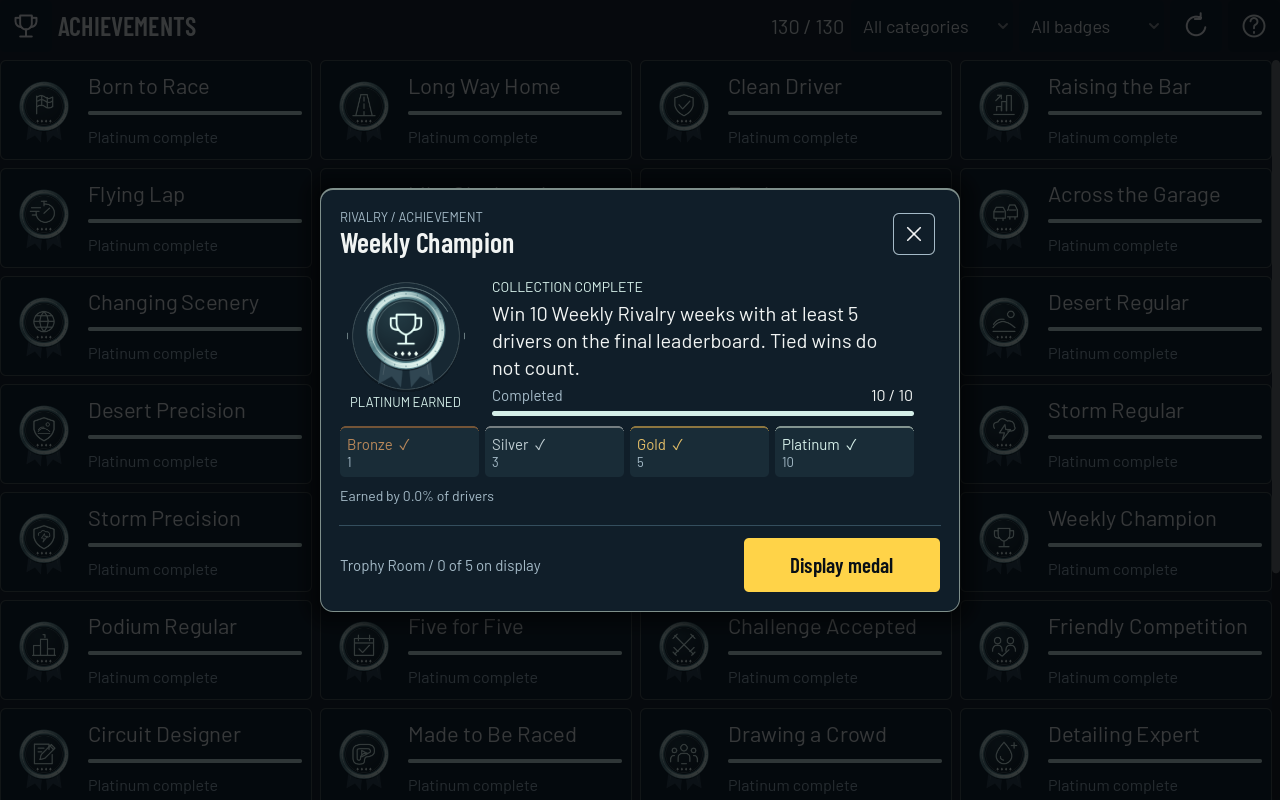 ACHIEVEMENTS
130 / 130
All categories
All badges
Born to Race
Platinum complete
Long Way Home
Platinum complete
Clean Driver
Platinum complete
Raising the Bar
Platinum complete
Flying Lap
Platinum complete
Across the Garage
Platinum complete
Changing Scenery
Platinum complete
Desert Regular
Platinum complete
Desert Precision
Platinum complete
Storm Regular
Platinum complete
Storm Precision
Platinum complete
Weekly Champion
Platinum complete
RIVALRY / ACHIEVEMENT
Weekly Champion
COLLECTION COMPLETE
Win 10 Weekly Rivalry weeks with at least 5
drivers on the final leaderboard. Tied wins do
not count.
PLATINUM EARNED
Completed
10 / 10
Bronze ✓
1
Silver ✓
3
Gold ✓
5
Platinum ✓
10
Earned by 0.0% of drivers
Trophy Room / 0 of 5 on display
Display medal
Podium Regular
Platinum complete
Five for Five
Platinum complete
Challenge Accepted
Platinum complete
Friendly Competition
Platinum complete
Circuit Designer
Platinum complete
Made to Be Raced
Platinum complete
Drawing a Crowd
Platinum complete
Detailing Expert
Platinum complete